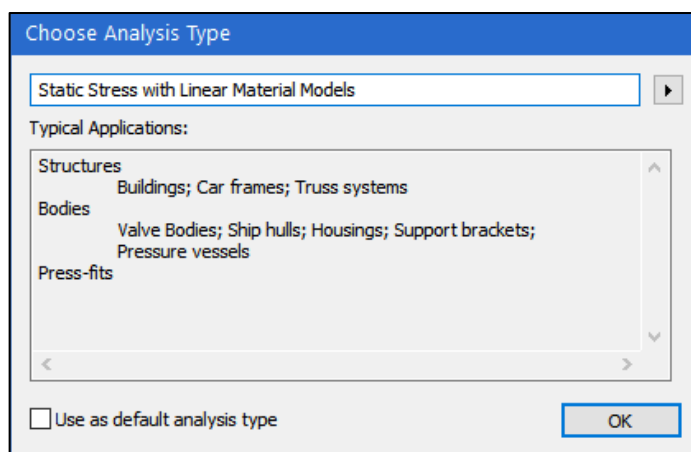 Choose Analysis Type
Static Stress with Linear Material Models
Typical Applications:
Structures
Buildings; Car frames; Truss systems
Bodies
Valve Bodies; Ship hulls; Housings; Support brackets;
Pressure vessels
Press-fits
Use as default analysis type
OK